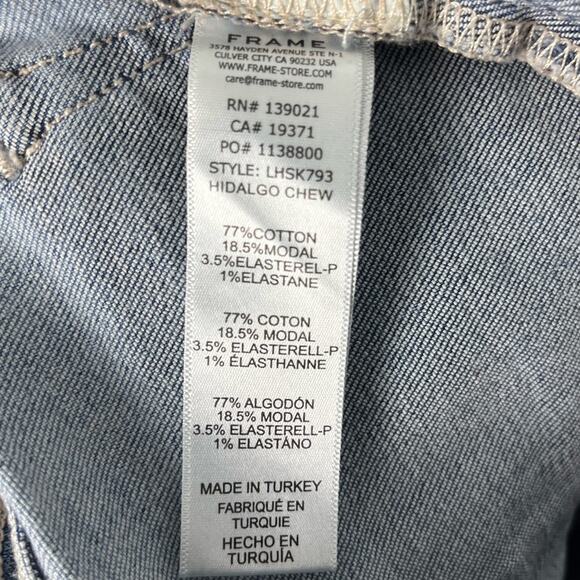 FRAME
3578 HAYDEN AVENUE STE N-1
CULVER CITY CA 90232 USA
WWW.FRAME-STORE.COM
care@frame-store.com
RN# 139021
CA# 19371
PO# 1138800
STYLE: LHSK793
HIDALGO CHEW
77%COTTON
18.5%MODAL
3.5%ELASTEREL-P
1%ELASTANE
77% COTON
18.5% MODAL
3.5% ELASTERELL-P
1% ÉLASTHANNE
77% ALGODÓN
18.5% MODAL
3.5% ELASTERELL-P
1% ELASTÁNO
MADE IN TURKEY
FABRIQUÉ EN
TURQUIE
HECHO EN
TURQUÍA